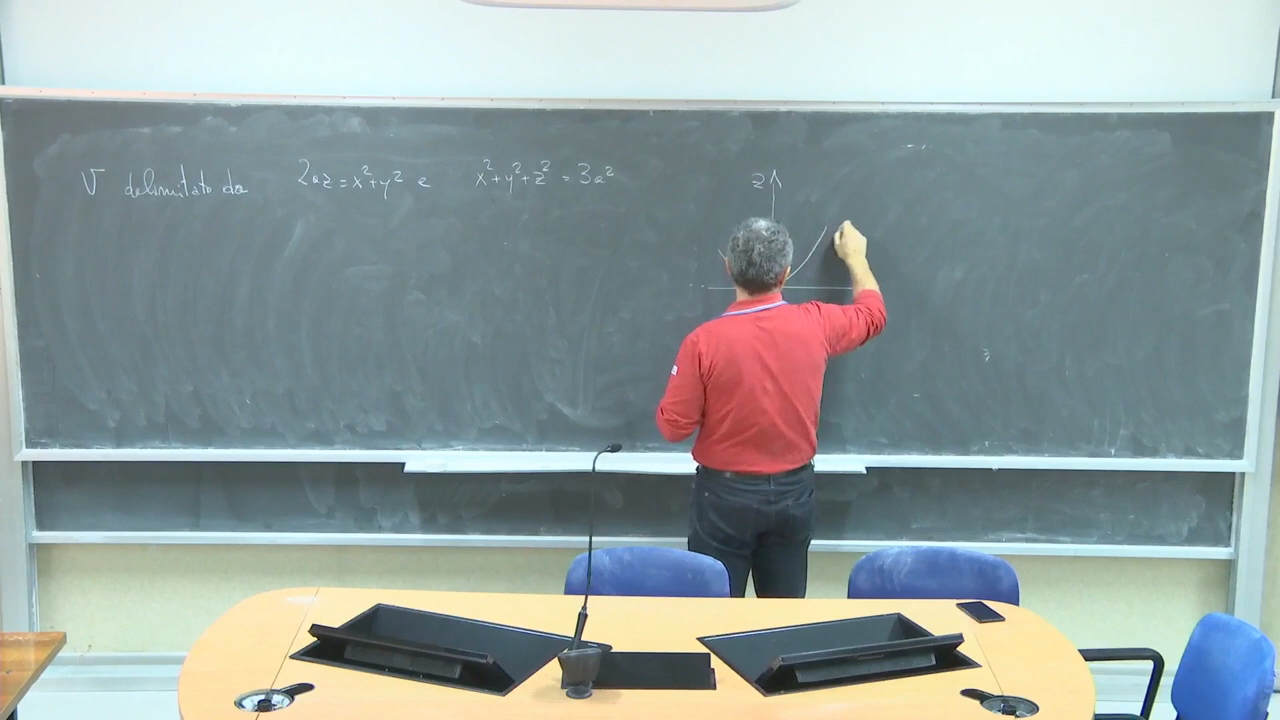 V delimitato da 2az = x²+y² e x²+y²+z² = 3a²
z